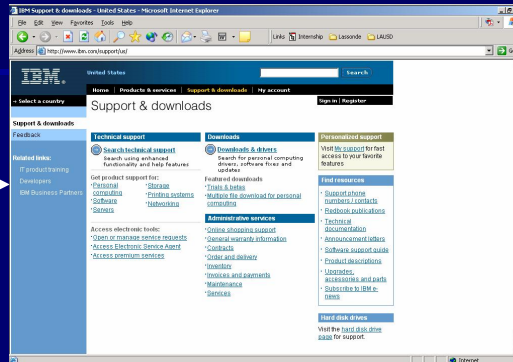 IBM Support & downloads - United States - Microsoft Internet Explorer
File Edit View Favorites Tools Help
Links Internship Lassonde LAUSD
Address http://www.ibm.com/support/us/
IBM.
United States
Search
Home Products & services Support & downloads My account
Select a country
Support & downloads
Sign in Register
Support & downloads
Feedback
Related links:
IT product training
Developers
IBM Business Partners
Technical support
Search technical support
Search using enhanced
functionality and help features
Get product support for:
Personal
computing
Software
Servers
Storage
Printing systems
Networking
Access electronic tools:
Open or manage service requests
Access Electronic Service Agent
Access premium services
Downloads
Downloads & drivers
Search for personal computing
drivers, software fixes and
updates
Featured downloads
Trials & betas
Multiple file download for personal
computing
Administrative services
Online shopping support
General warranty information
Contracts
Order and delivery
Inventory
Invoices and payments
Maintenance
Services
Personalized support
Visit My support for fast
access to your favorite
features
Find resources
Support phone
numbers / contacts
Redbook publications
Technical
documentation
Announcement letters
Software support guide
Product descriptions
Upgrades,
accessories and parts
Subscribe to IBM e-
news
Hard disk drives
Visit the hard disk drive
page for support.
Internet